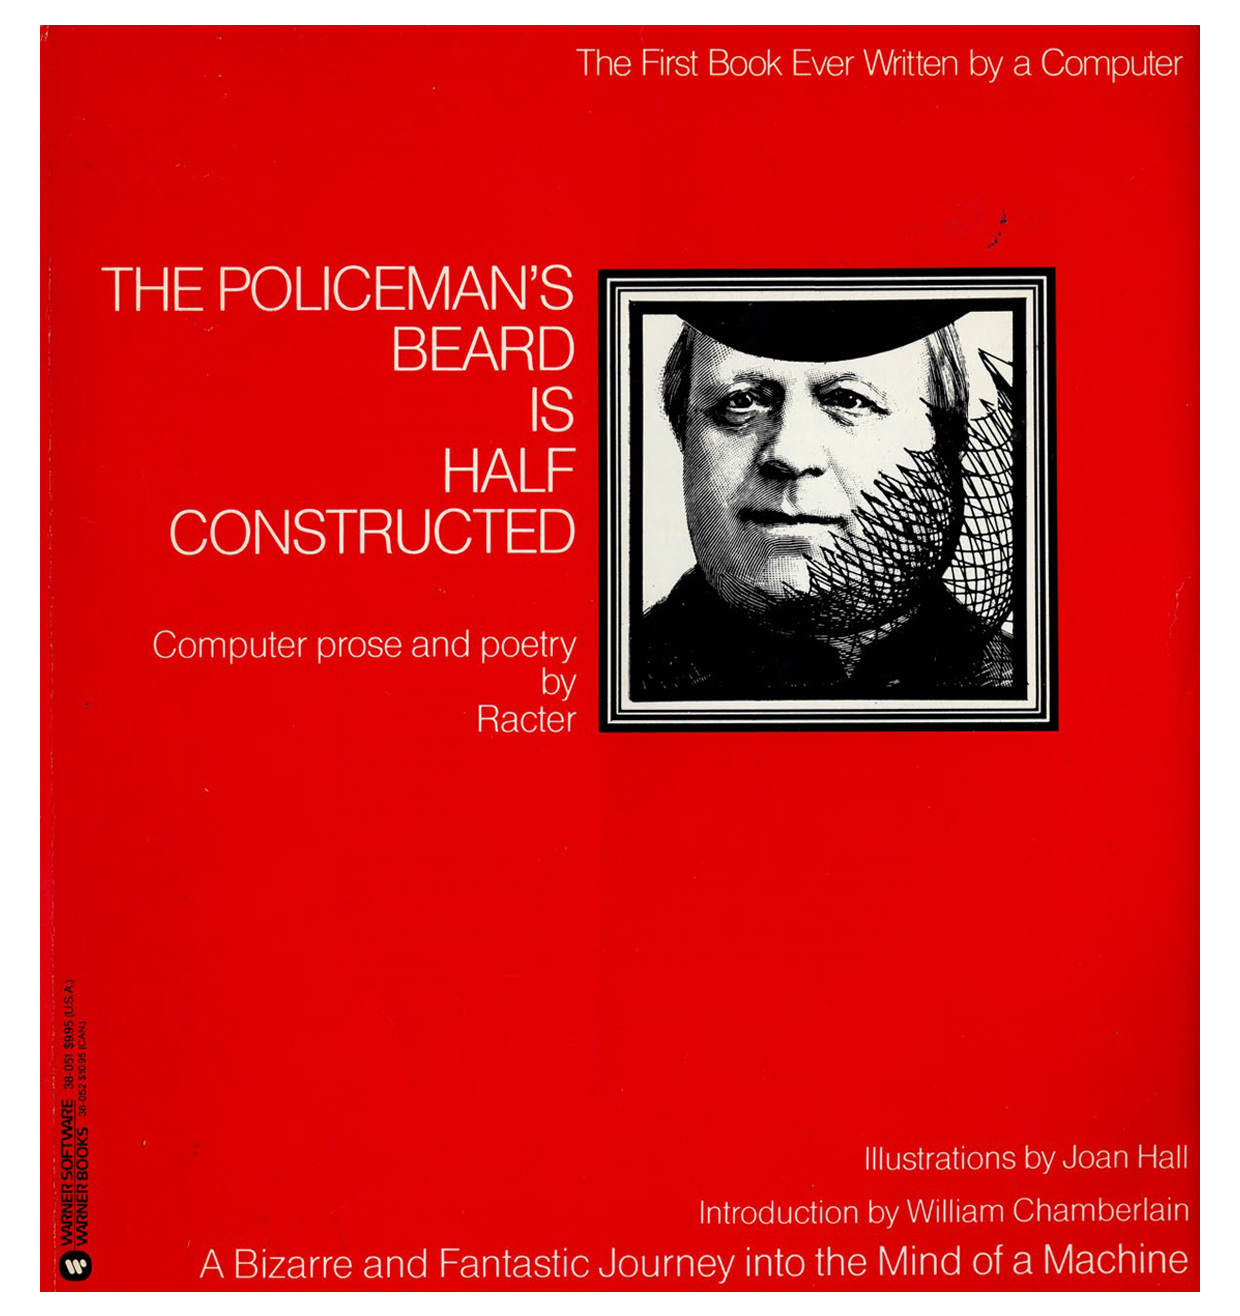 The First Book Ever Written by a Computer
THE POLICEMAN'S
BEARD
IS
HALF
CONSTRUCTED
Computer prose and poetry
by
Racter
WARNER SOFTWARE 38-051 $9.95 (U.S.A.)
WARNER BOOKS 38-052 $10.95 (CAN.)
Illustrations by Joan Hall
Introduction by William Chamberlain
A Bizarre and Fantastic Journey into the Mind of a Machine